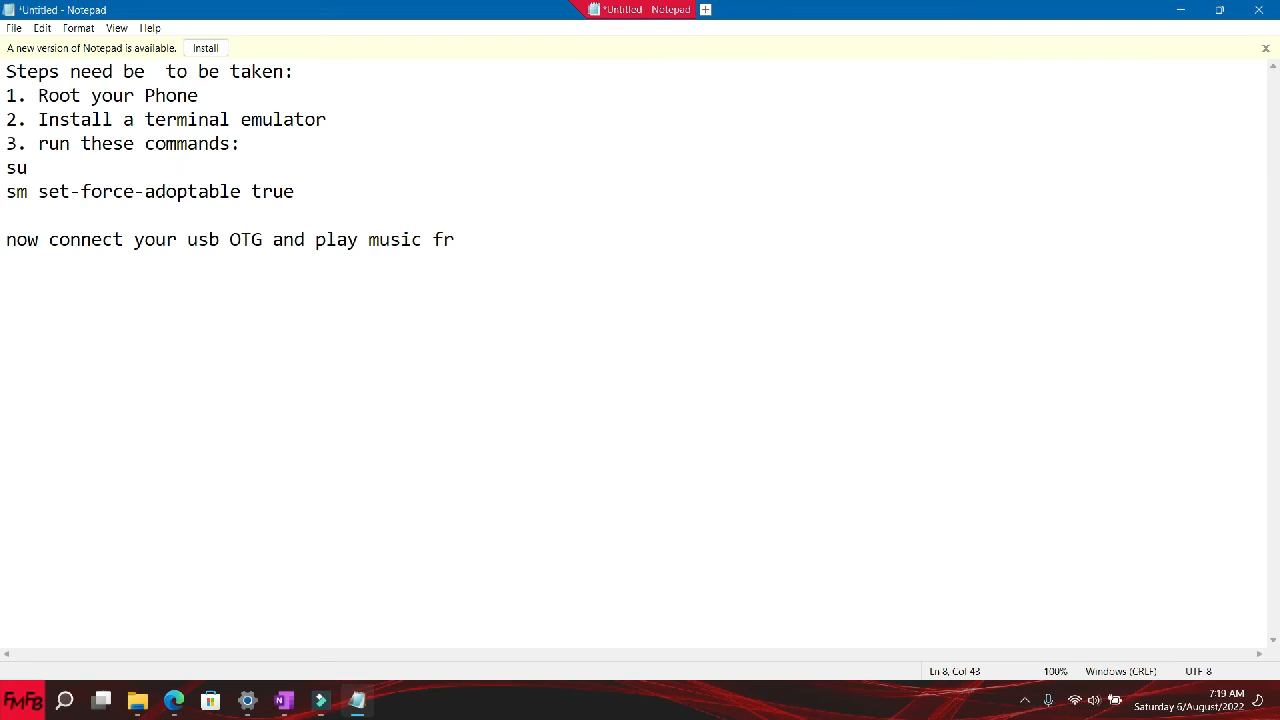 *Untitled - Notepad
*Untitled - Notepad
File Edit Format View Help
A new version of Notepad is available. Install
Steps need be  to be taken:
1. Root your Phone
2. Install a terminal emulator
3. run these commands:
su
sm set-force-adoptable true
now connect your usb OTG and play music fr
Ln 8, Col 43 100% Windows (CRLF) UTF 8
FMFB
N
7:19 AM
Saturday 6/August/2022